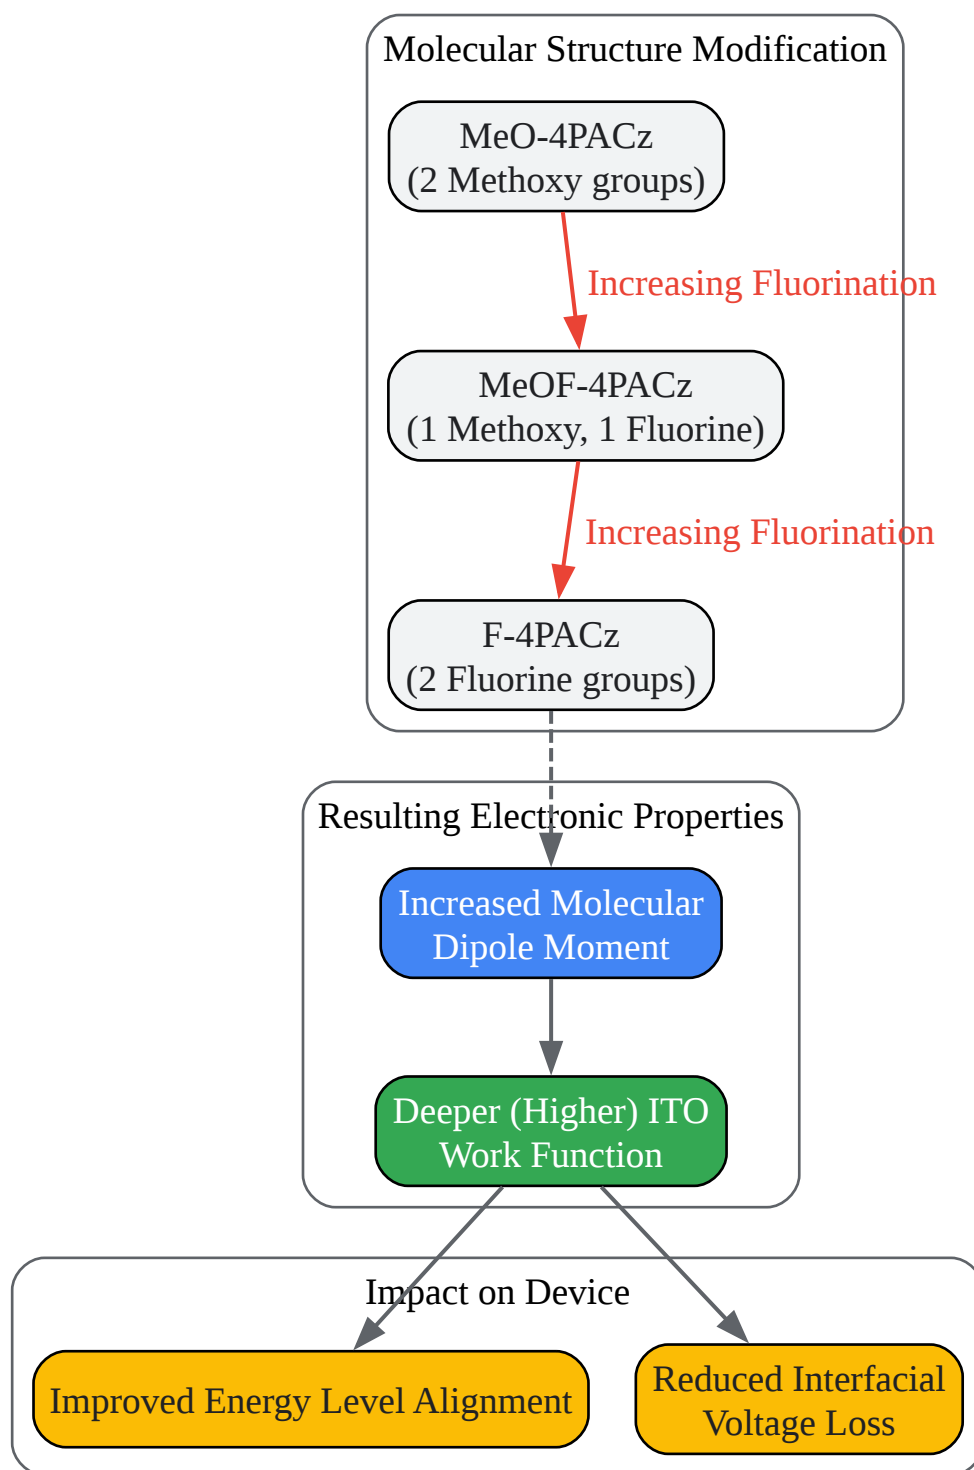 Molecular Structure Modification
MeO-4PACz
(2 Methoxy groups)
Increasing Fluorination
MeOF-4PACz
(1 Methoxy, 1 Fluorine)
Increasing Fluorination
F-4PACz
(2 Fluorine groups)
Resulting Electronic Properties
Increased Molecular
Dipole Moment
Deeper (Higher) ITO
Work Function
Impact on Device
Improved Energy Level Alignment
Reduced Interfacial
Voltage Loss